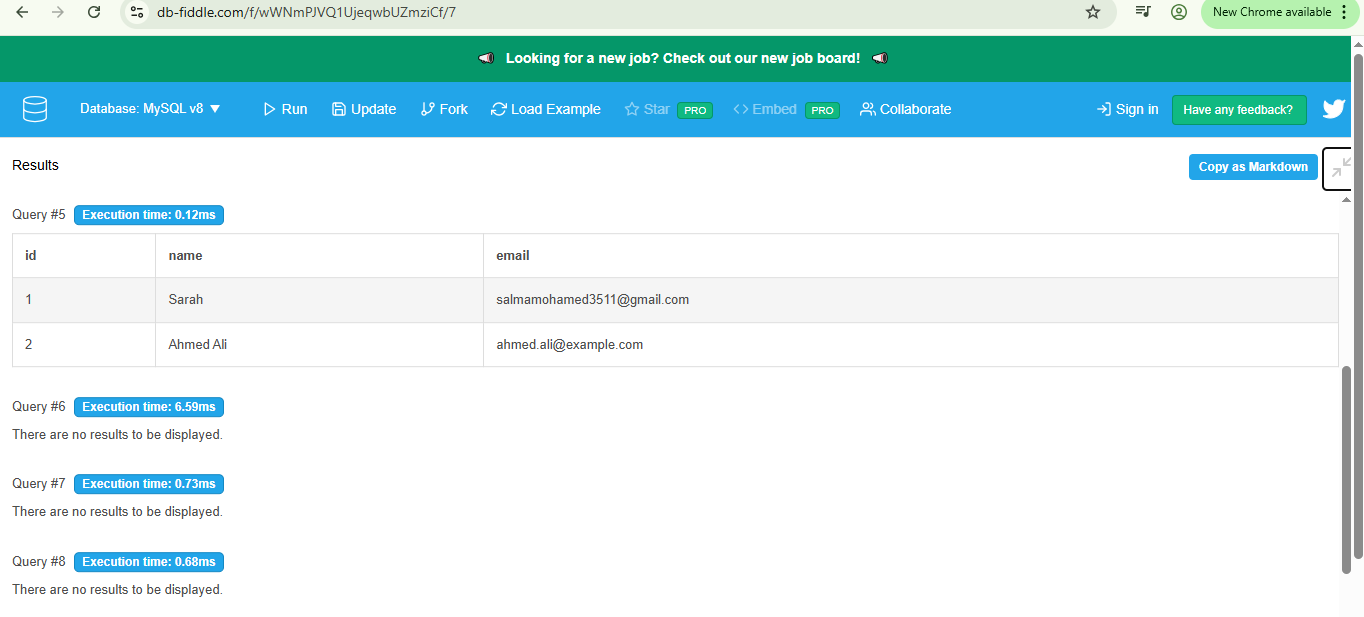 db-fiddle.com/f/wWNmPJVQ1UjeqwbUZmziCf/7
New Chrome available
Looking for a new job? Check out our new job board!
Database: MySQL v8 ▼ Run Update Fork Load Example Star PRO Embed PRO Collaborate Sign in Have any feedback?
Results
Copy as Markdown
Query #5 Execution time: 0.12ms
id name email
1 Sarah salmamohamed3511@gmail.com
2 Ahmed Ali ahmed.ali@example.com
Query #6 Execution time: 6.59ms
There are no results to be displayed.
Query #7 Execution time: 0.73ms
There are no results to be displayed.
Query #8 Execution time: 0.68ms
There are no results to be displayed.